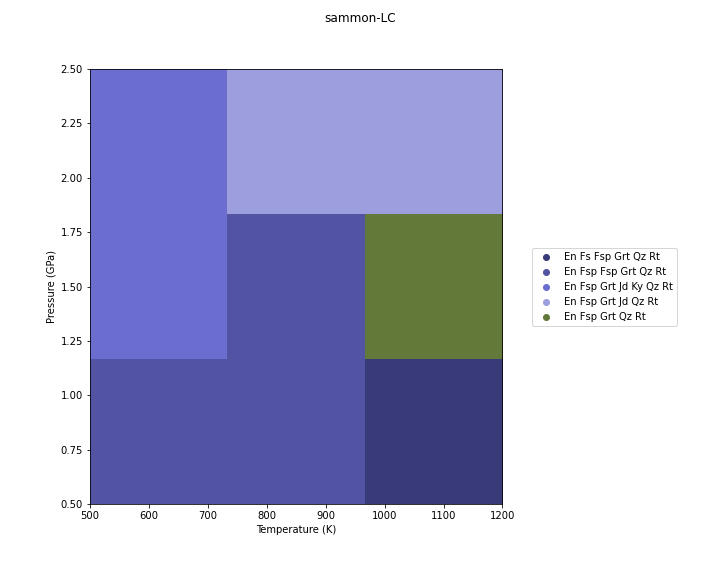 sammon-LC
2.50
2.25
2.00
1.75
1.50
1.25
1.00
0.75
0.50
Pressure (GPa)
500 600 700 800 900 1000 1100 1200
Temperature (K)
En Fs Fsp Grt Qz Rt
En Fsp Fsp Grt Qz Rt
En Fsp Grt Jd Ky Qz Rt
En Fsp Grt Jd Qz Rt
En Fsp Grt Qz Rt